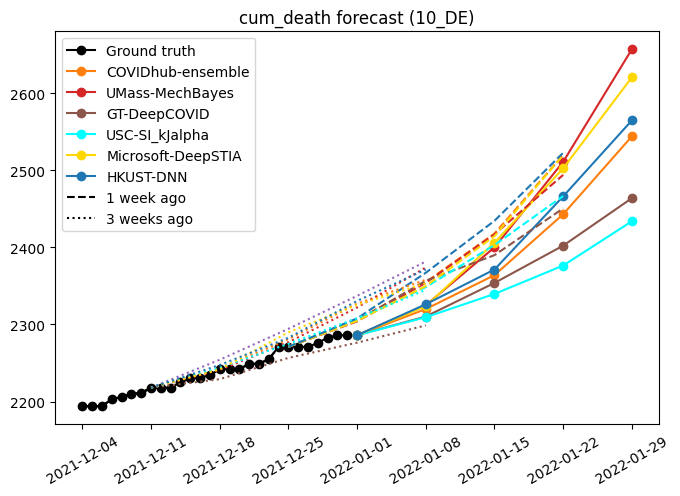 cum_death forecast (10_DE)
Ground truth
COVIDhub-ensemble
UMass-MechBayes
GT-DeepCOVID
USC-SI_kJalpha
Microsoft-DeepSTIA
HKUST-DNN
1 week ago
3 weeks ago
2600
2500
2400
2300
2200
2021-12-04
2021-12-11
2021-12-18
2021-12-25
2022-01-01
2022-01-08
2022-01-15
2022-01-22
2022-01-29